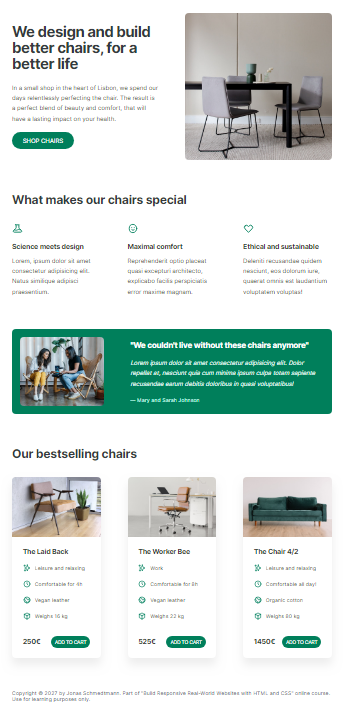 We design and build
better chairs, for a
better life
In a small shop in the heart of Lisbon, we spend our
days relentlessly perfecting the chair. The result is
a perfect blend of beauty and comfort, that will
have a lasting impact on your health.
SHOP CHAIRS
What makes our chairs special
Science meets design
Lorem, ipsum dolor sit amet
consectetur adipisicing elit.
Natus similique adipisci
praesentium.
Maximal comfort
Reprehenderit optio placeat
quasi excepturi architecto,
explicabo facilis perspiciatis
error maxime magnam.
Ethical and sustainable
Deleniti recusandae quidem
nesciunt, eos dolorum iure,
quaerat omnis est laudantium
voluptatem voluptas!
"We couldn't live without these chairs anymore"
Lorem ipsum dolor sit amet consectetur adipisicing elit. Dolor
repellat et, nesciunt quia cum minime ipsum culpa totam sapiente
recusandae earum debitis doloribus in quasi voluptatibus!
— Mary and Sarah Johnson
Our bestselling chairs
The Laid Back
Leisure and relaxing
Comfortable for 4h
Vegan leather
Weighs 16 kg
250€ ADD TO CART
The Worker Bee
Work
Comfortable for 8h
Vegan leather
Weighs 22 kg
525€ ADD TO CART
The Chair 4/2
Leisure and relaxing
Comfortable all day!
Organic cotton
Weighs 80 kg
1450€ ADD TO CART
Copyright © 2027 by Jonas Schmedtmann. Part of "Build Responsive Real-World Websites with HTML and CSS" online course.
Use for learning purposes only.